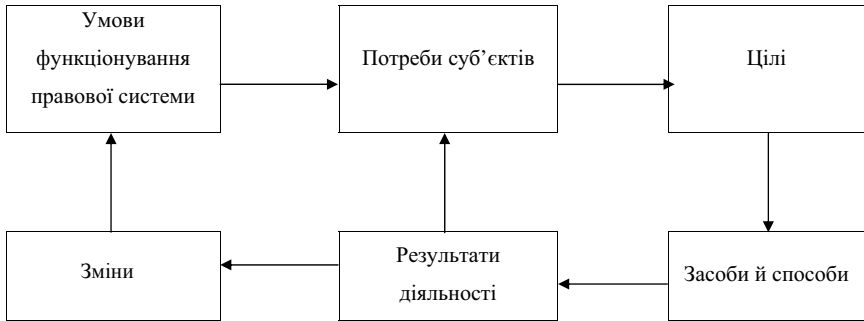 Умови
функціонування
правової системи
Потреби суб’єктів
Цілі
Зміни
Результати
діяльності
Засоби й способи